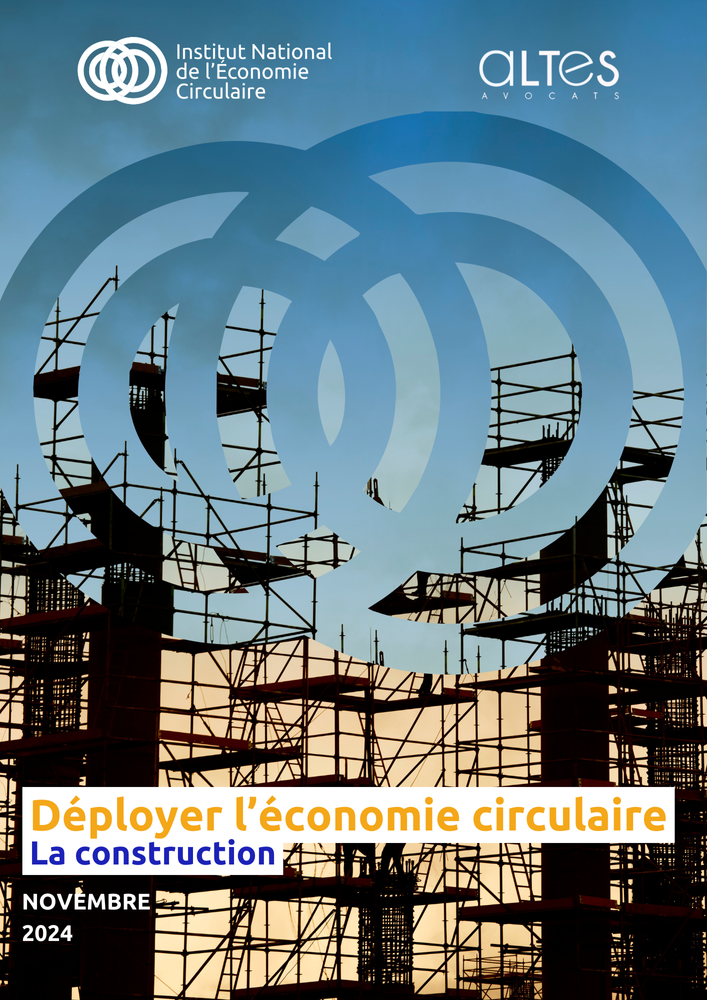 Institut National
de l'Économie
Circulaire
aLTeS
AVOCATS
Déployer l'économie circulaire
La construction
NOVEMBRE
2024